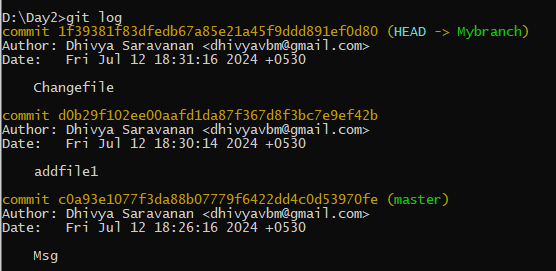 D:\Day2>git log
commit 1f39381f83dfedb67a85e21a45f9ddd891ef0d80 (HEAD -> Mybranch)
Author: Dhivya Saravanan <dhivyavbm@gmail.com>
Date:   Fri Jul 12 18:31:16 2024 +0530
Changefile
commit d0b29f102ee00aafd1da87f367d8f3bc7e9ef42b
Author: Dhivya Saravanan <dhivyavbm@gmail.com>
Date:   Fri Jul 12 18:30:14 2024 +0530
addfile1
commit c0a93e1077f3da88b07779f6422dd4c0d53970fe (master)
Author: Dhivya Saravanan <dhivyavbm@gmail.com>
Date:   Fri Jul 12 18:26:16 2024 +0530
Msg